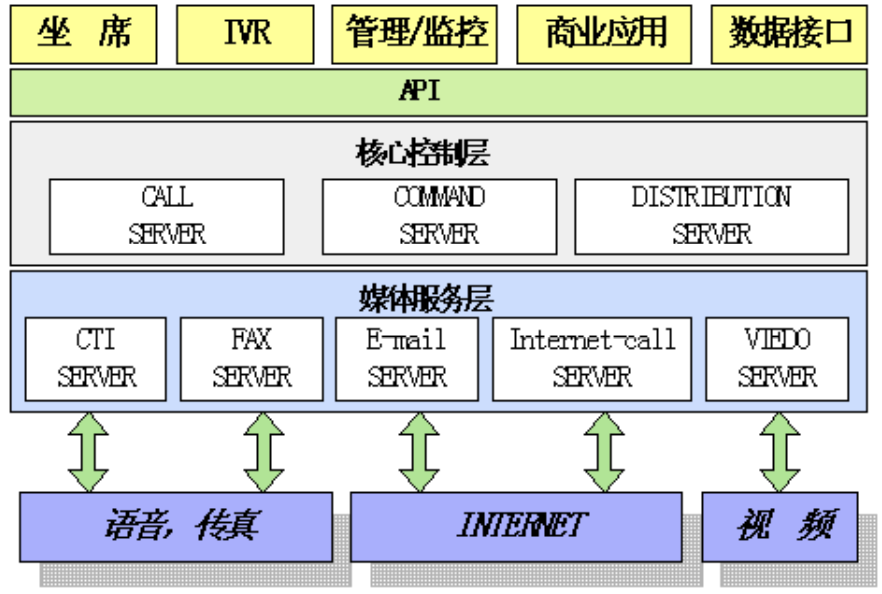 坐 席 IVR 管理/监控 商业应用 数据接口
API
核心控制层
CALL COMMAND DISTRIBUTION
SERVER SERVER SERVER
媒体服务层
CTI FAX E-mail Internet-call VIEDO
SERVER SERVER SERVER SERVER SERVER
语音, 传真 INTERNET 视 频